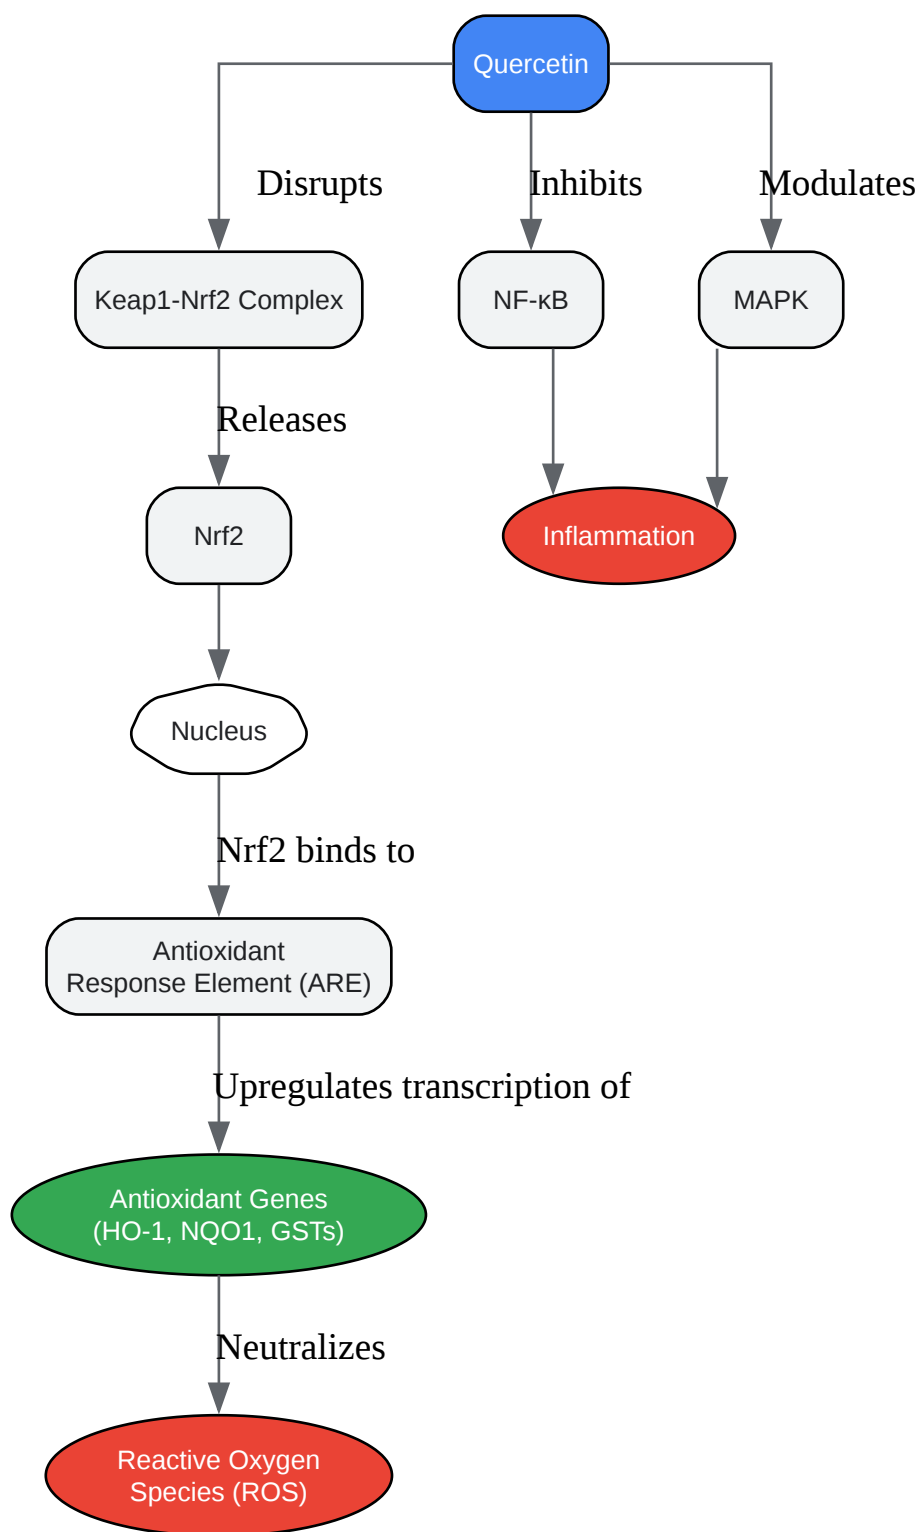 Quercetin
Disrupts
Inhibits
Modulates
Keap1-Nrf2 Complex
NF-κB
MAPK
Releases
Nrf2
Inflammation
Nucleus
Nrf2 binds to
Antioxidant
Response Element (ARE)
Upregulates transcription of
Antioxidant Genes
(HO-1, NQO1, GSTs)
Neutralizes
Reactive Oxygen
Species (ROS)